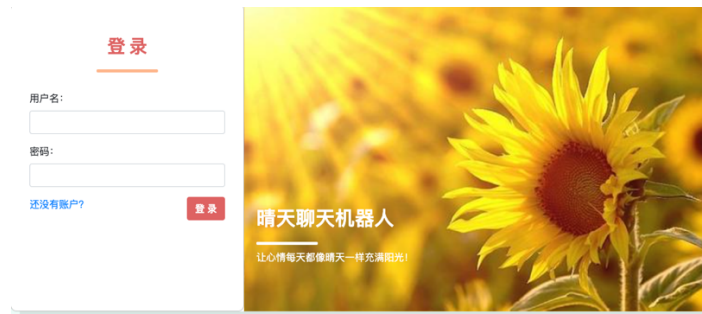 登录
用户名：
密码：
还没有账户?
登录
晴天聊天机器人
让心情每天都像晴天一样充满阳光!